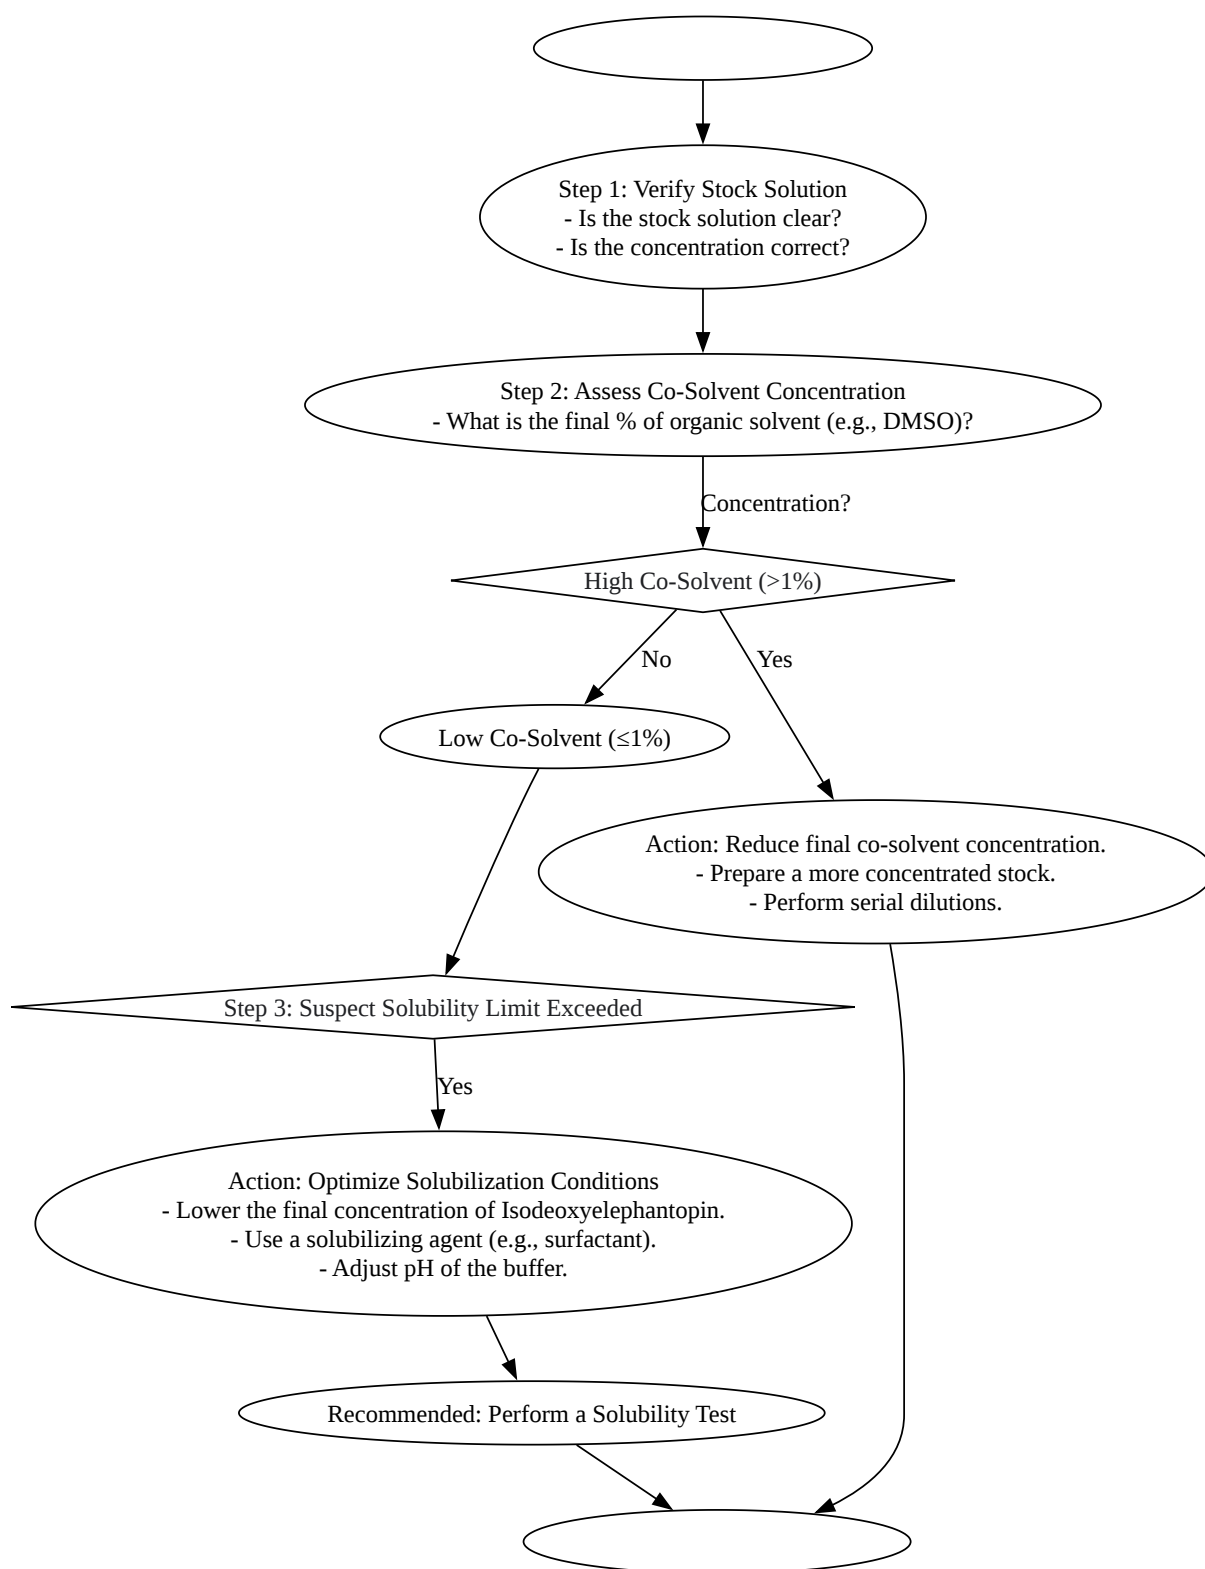 Step 1: Verify Stock Solution
- Is the stock solution clear?
- Is the concentration correct?
Step 2: Assess Co-Solvent Concentration
- What is the final % of organic solvent (e.g., DMSO)?
Concentration?
High Co-Solvent (>1%)
No
Yes
Low Co-Solvent (≤1%)
Action: Reduce final co-solvent concentration.
- Prepare a more concentrated stock.
- Perform serial dilutions.
Step 3: Suspect Solubility Limit Exceeded
Yes
Action: Optimize Solubilization Conditions
- Lower the final concentration of Isodeoxyelephantopin.
- Use a solubilizing agent (e.g., surfactant).
- Adjust pH of the buffer.
Recommended: Perform a Solubility Test